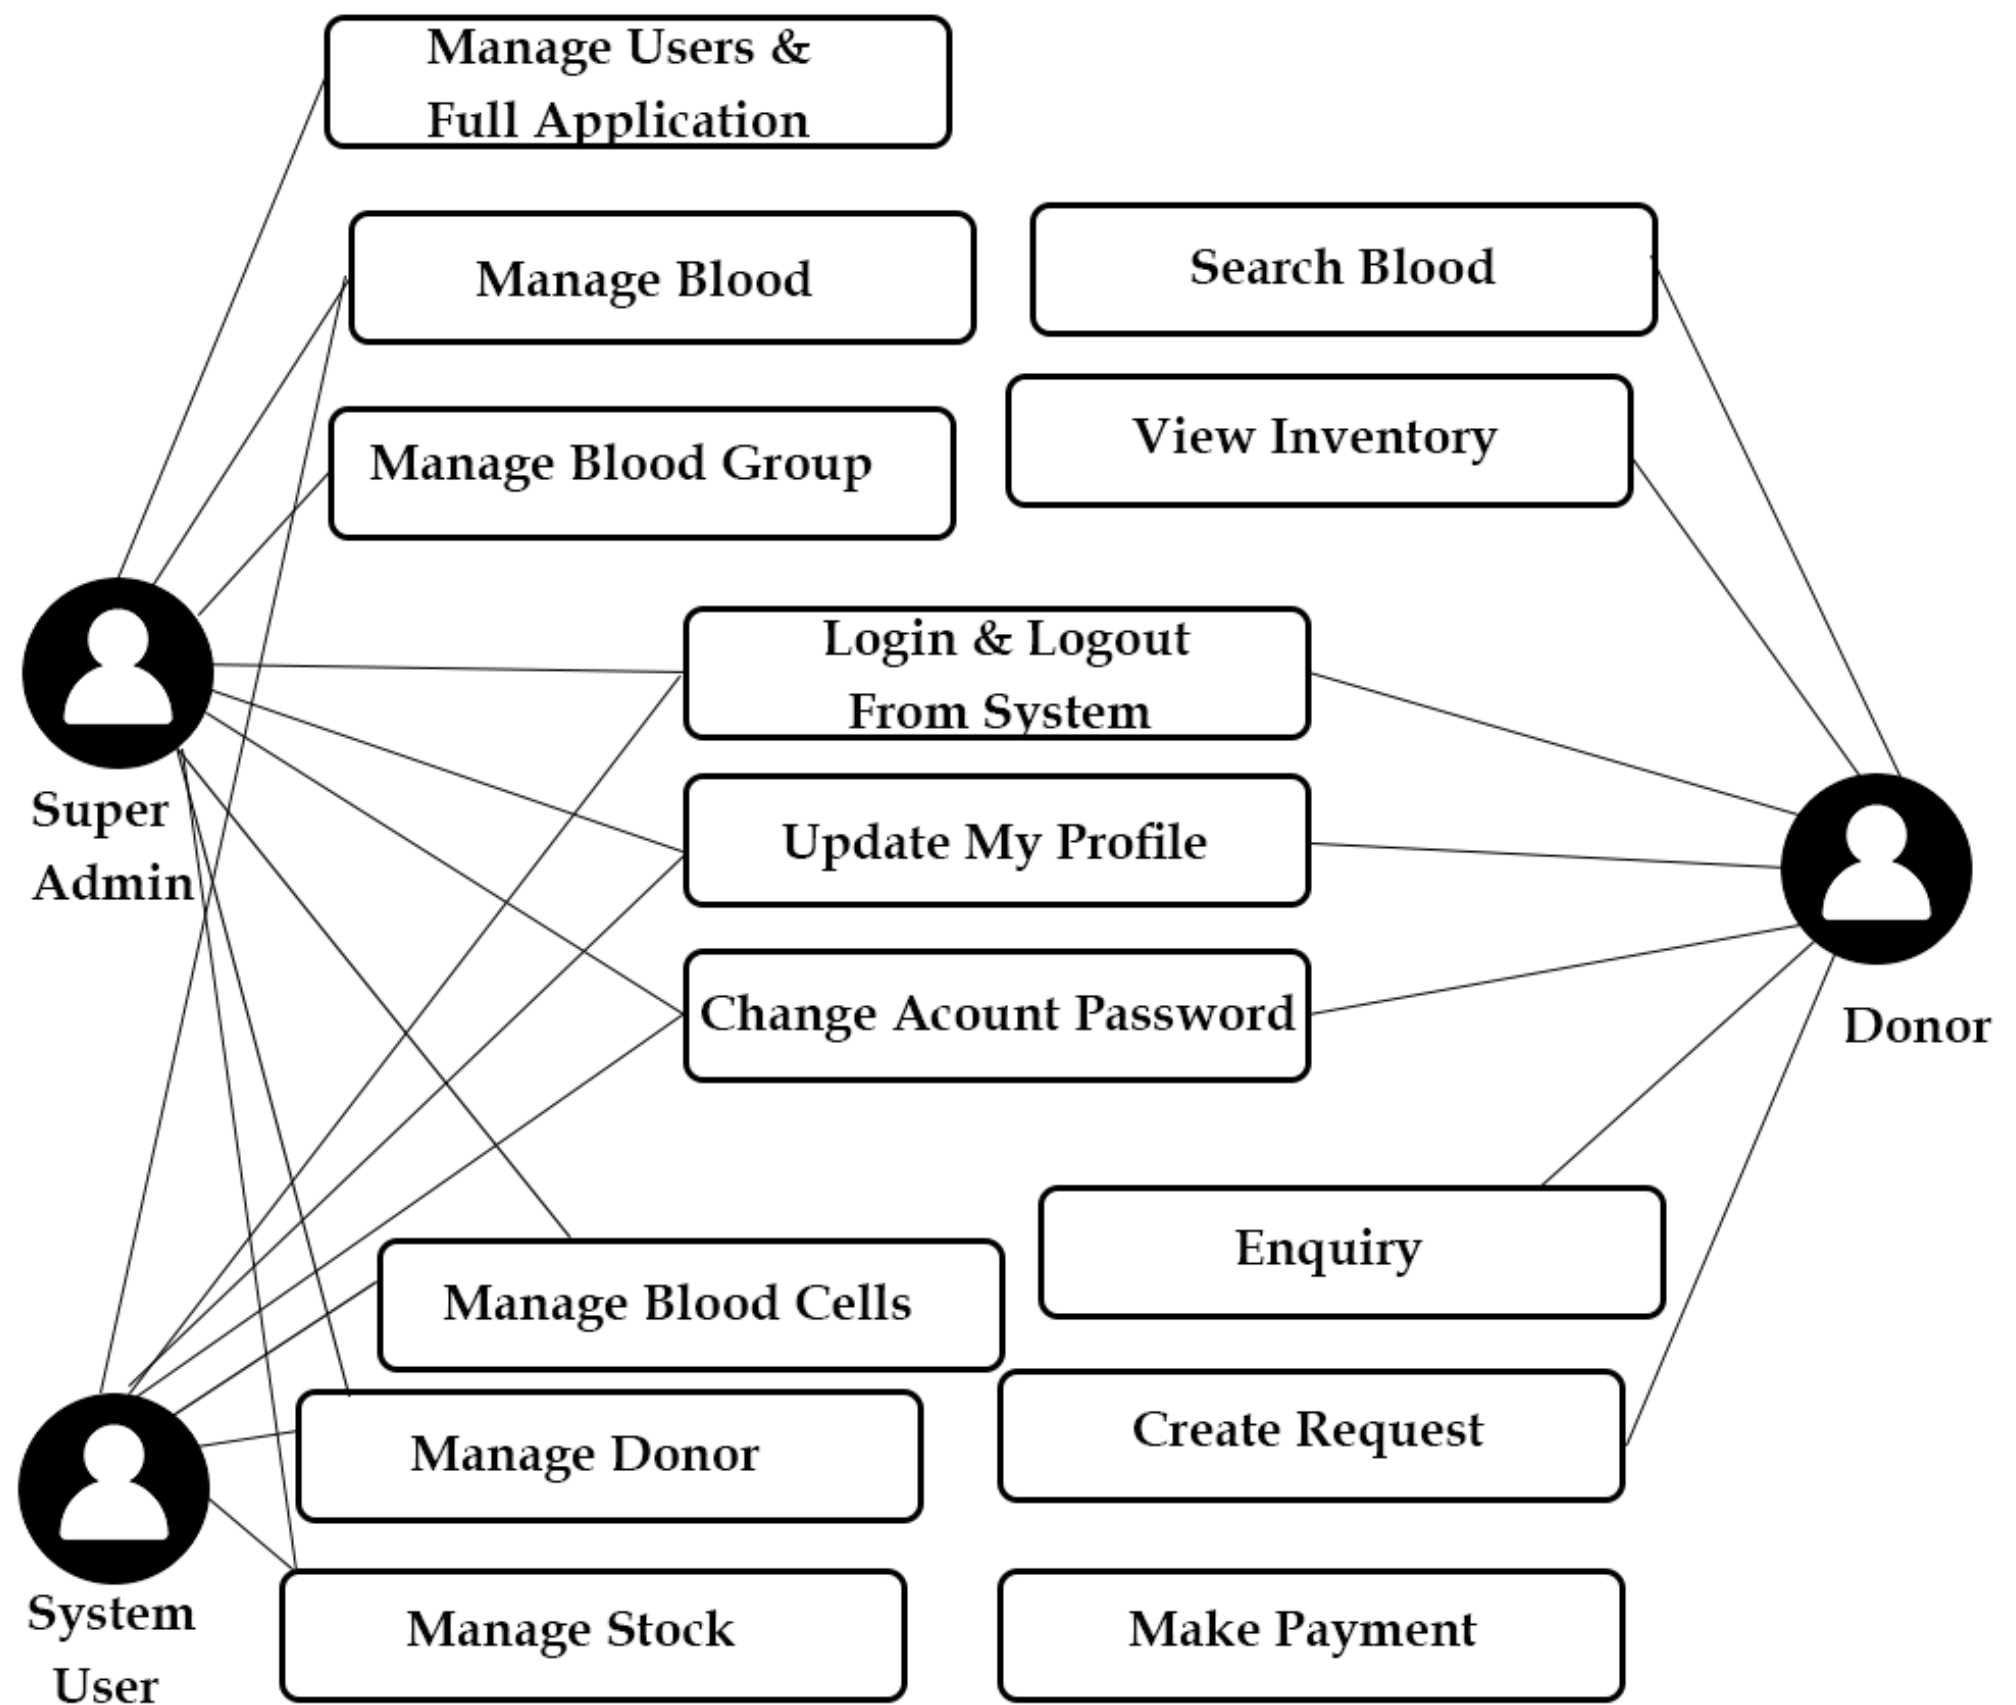 Manage Users &
Full Application
Manage Blood
Search Blood
View Inventory
Manage Blood Group
Login & Logout
From System
Super
Admin
Update My Profile
Change Acount Password
Donor
Enquiry
Manage Blood Cells
Create Request
Manage Donor
System
User
Manage Stock
Make Payment